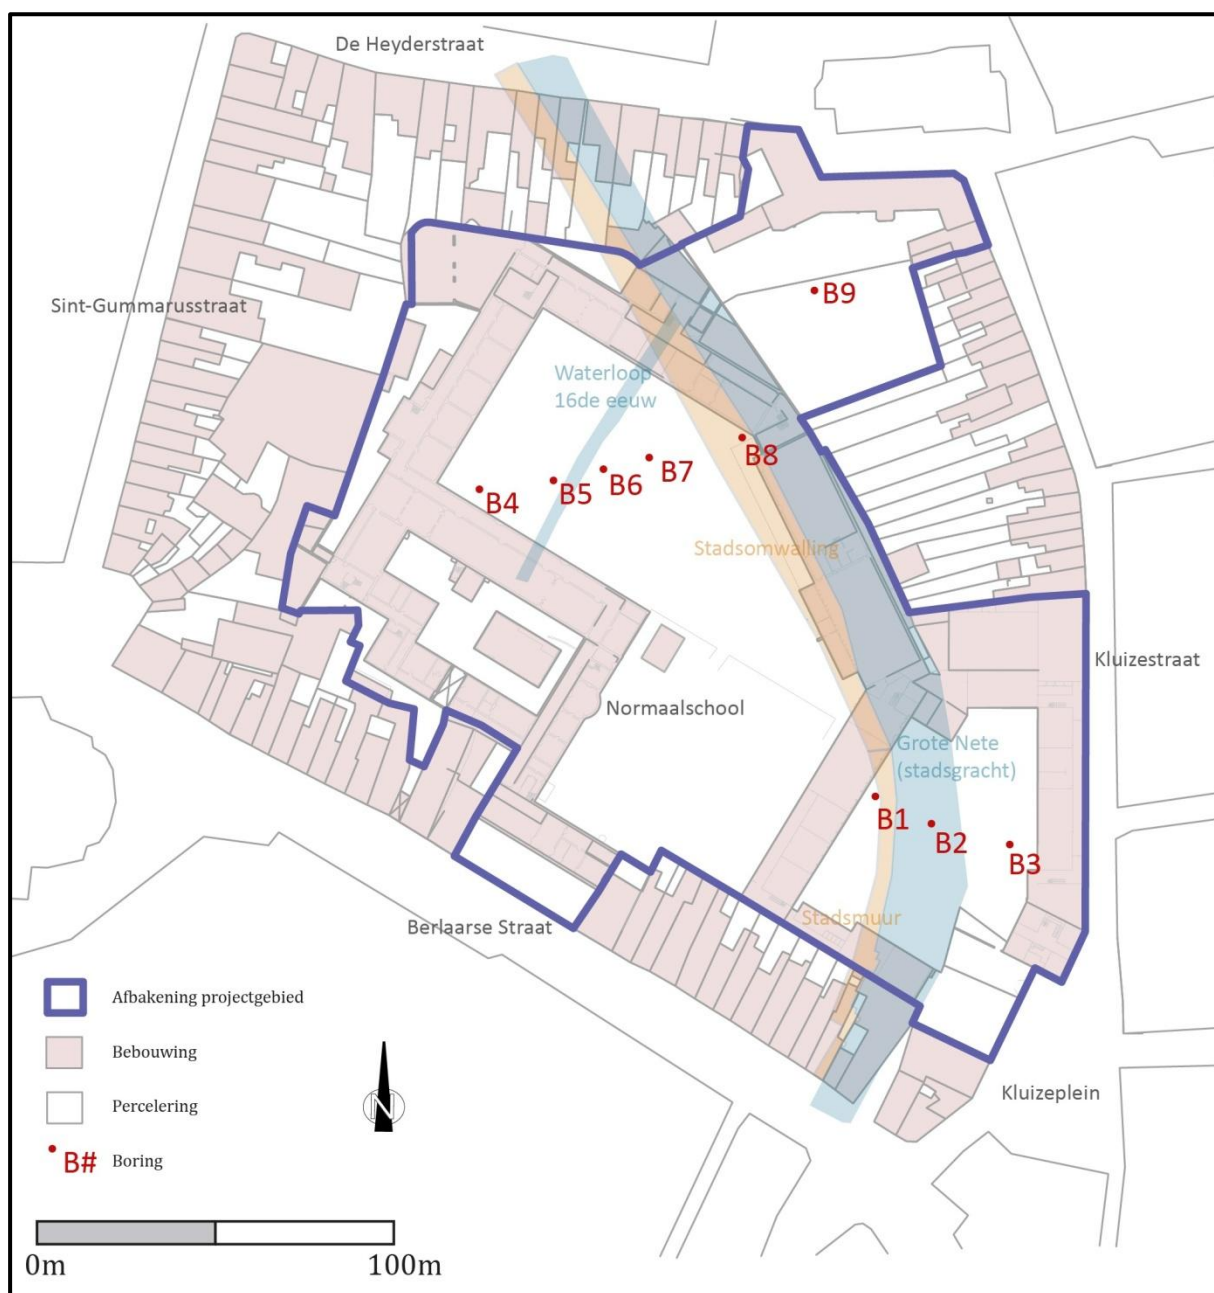 De Heyderstraat
Sint-Gummarusstraat
B9
Waterloop
16de eeuw
B8
B7
B6
B5
B4
Stadsomwalling
Kluizestraat
Normaalschool
Grote Nete
(stadsgracht)
B1
B2
B3
Stadsmuur
Berlaarse Straat
Afbakening projectgebied
Bebouwing
Percelering
B# Boring
N
Kluizeplein
0m 100m